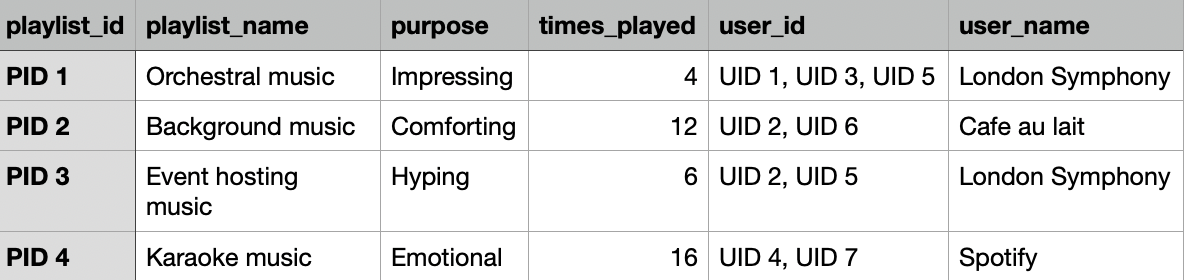 playlist_id playlist_name purpose times_played user_id user_name
PID 1 Orchestral music Impressing 4 UID 1, UID 3, UID 5 London Symphony
PID 2 Background music Comforting 12 UID 2, UID 6 Cafe au lait
PID 3 Event hosting Hyping 6 UID 2, UID 5 London Symphony
music
PID 4 Karaoke music Emotional 16 UID 4, UID 7 Spotify